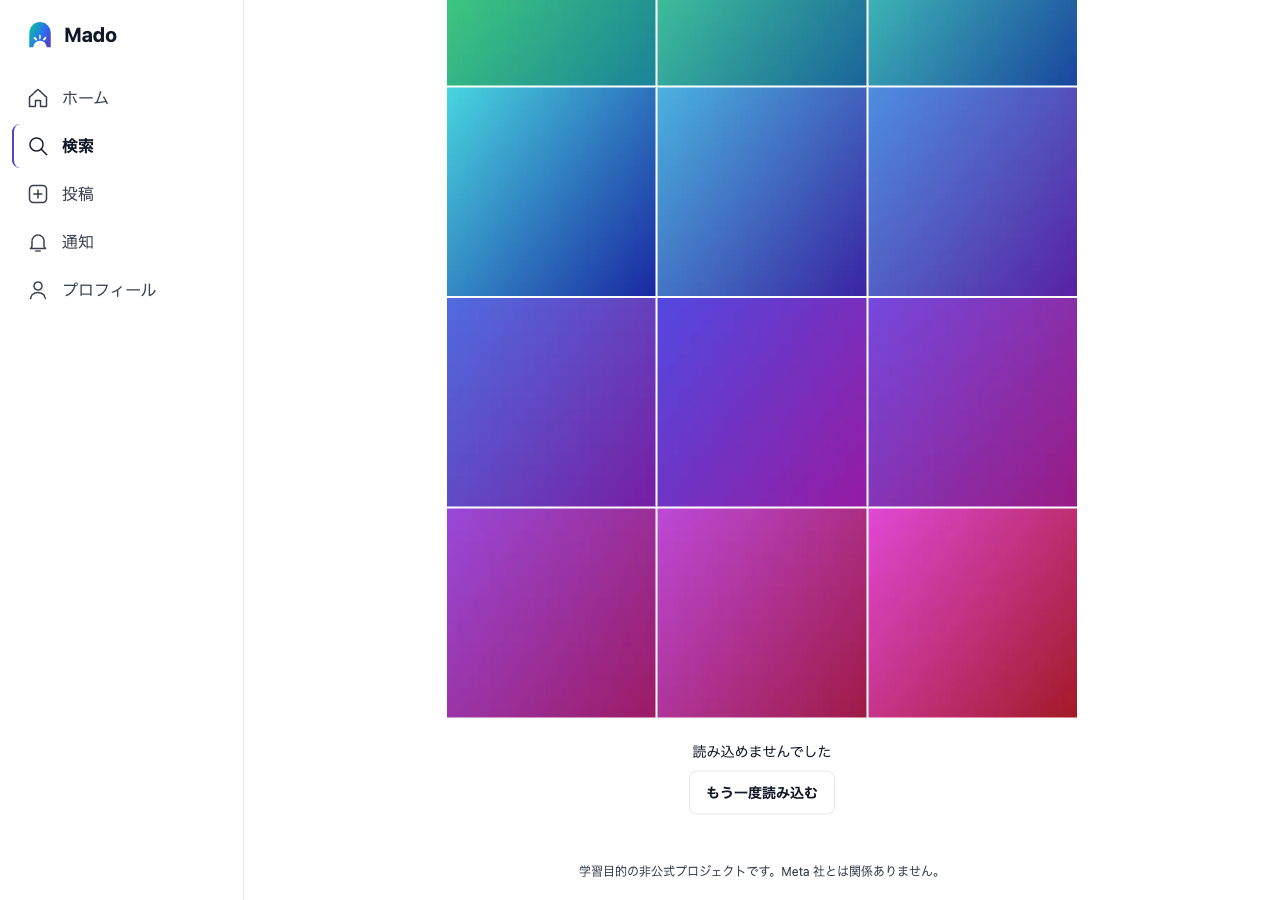 Mado
ホーム
検索
投稿
通知
プロフィール
読み込めませんでした
もう一度読み込む
学習目的の非公式プロジェクトです。Meta 社とは関係ありません。